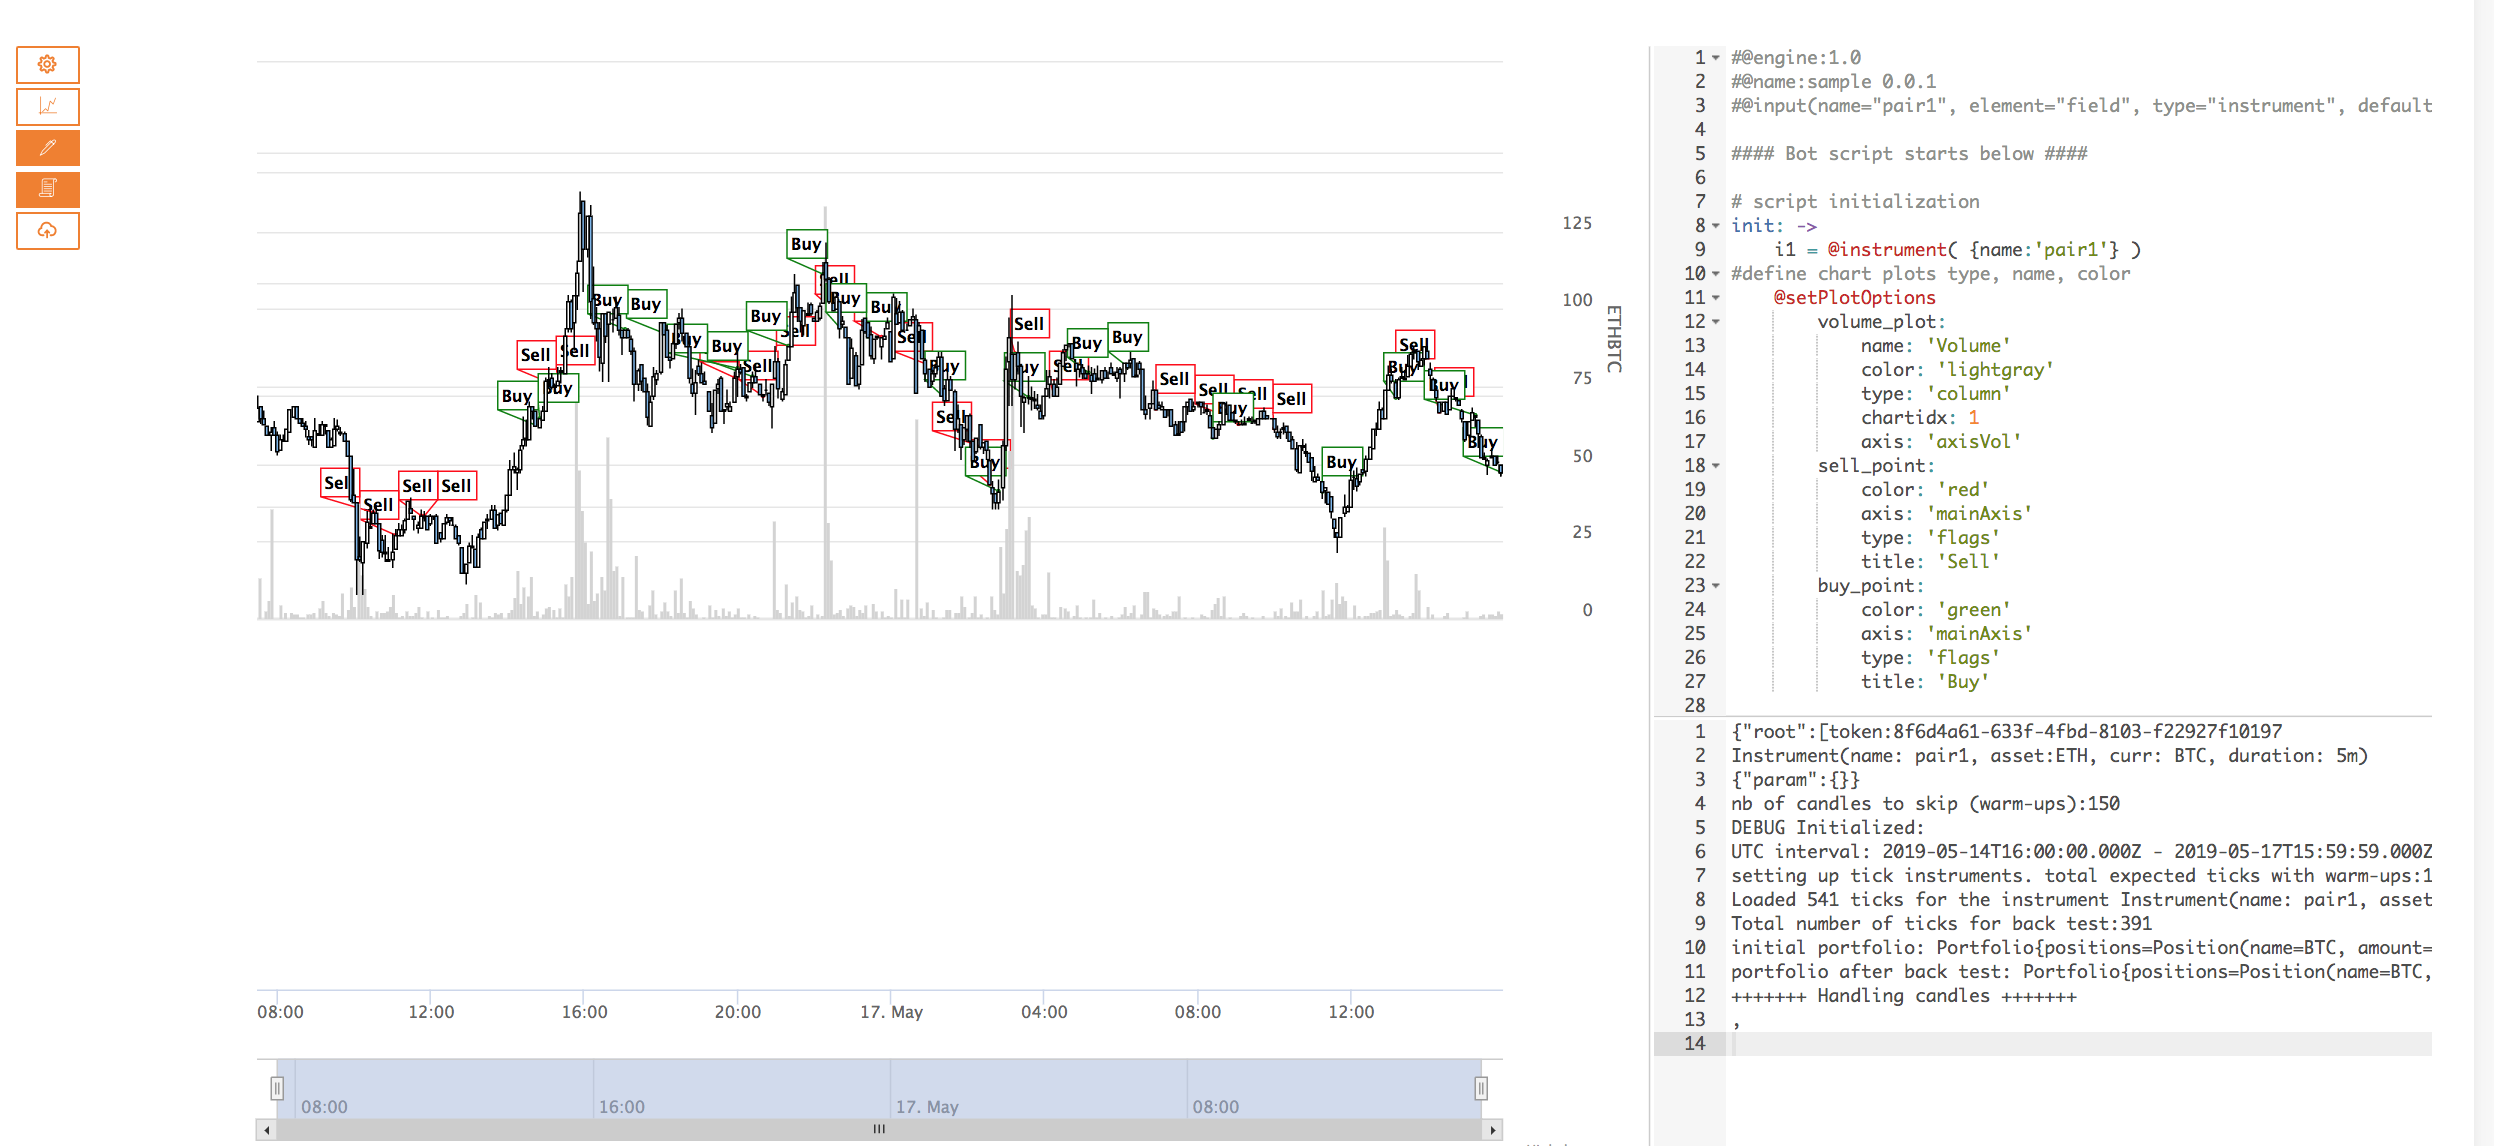 Buy
Sell
Buy
Buy
Buy
Buy
Sell
Buy
Sell
Sell
Buy
Buy
Sell
Sell
Sell
Sell
Buy
Buy
Buy
Sell
Buy
Sell
Buy
Sell
Sell
Sell
Buy
Sell
Buy
Buy
Buy
Sell
Sell
Sell
Buy
Buy
Buy
Sell
Sell
Sell
125
100
75
50
25
0
ETHBTC
08:00
12:00
16:00
20:00
17. May
04:00
08:00
12:00
08:00
16:00
17. May
08:00
1 #@engine:1.0
2 #@name:sample 0.0.1
3 #@input(name="pair1", element="field", type="instrument", default
4
5 #### Bot script starts below ####
6
7 # script initialization
8 init: ->
9 i1 = @instrument( {name:'pair1'} )
10 #define chart plots type, name, color
11 @setPlotOptions
12 volume_plot:
13 name: 'Volume'
14 color: 'lightgray'
15 type: 'column'
16 chartidx: 1
17 axis: 'axisVol'
18 sell_point:
19 color: 'red'
20 axis: 'mainAxis'
21 type: 'flags'
22 title: 'Sell'
23 buy_point:
24 color: 'green'
25 axis: 'mainAxis'
26 type: 'flags'
27 title: 'Buy'
28
1 {"root":[token:8f6d4a61-633f-4fbd-8103-f22927f10197
2 Instrument(name: pair1, asset:ETH, curr: BTC, duration: 5m)
3 {"param":{}}
4 nb of candles to skip (warm-ups):150
5 DEBUG Initialized:
6 UTC interval: 2019-05-14T16:00:00.000Z - 2019-05-17T15:59:59.000Z
7 setting up tick instruments. total expected ticks with warm-ups:1
8 Loaded 541 ticks for the instrument Instrument(name: pair1, asset
9 Total number of ticks for back test:391
10 initial portfolio: Portfolio{positions=Position(name=BTC, amount=
11 portfolio after back test: Portfolio{positions=Position(name=BTC,
12 +++++++ Handling candles +++++++
13 ,
14